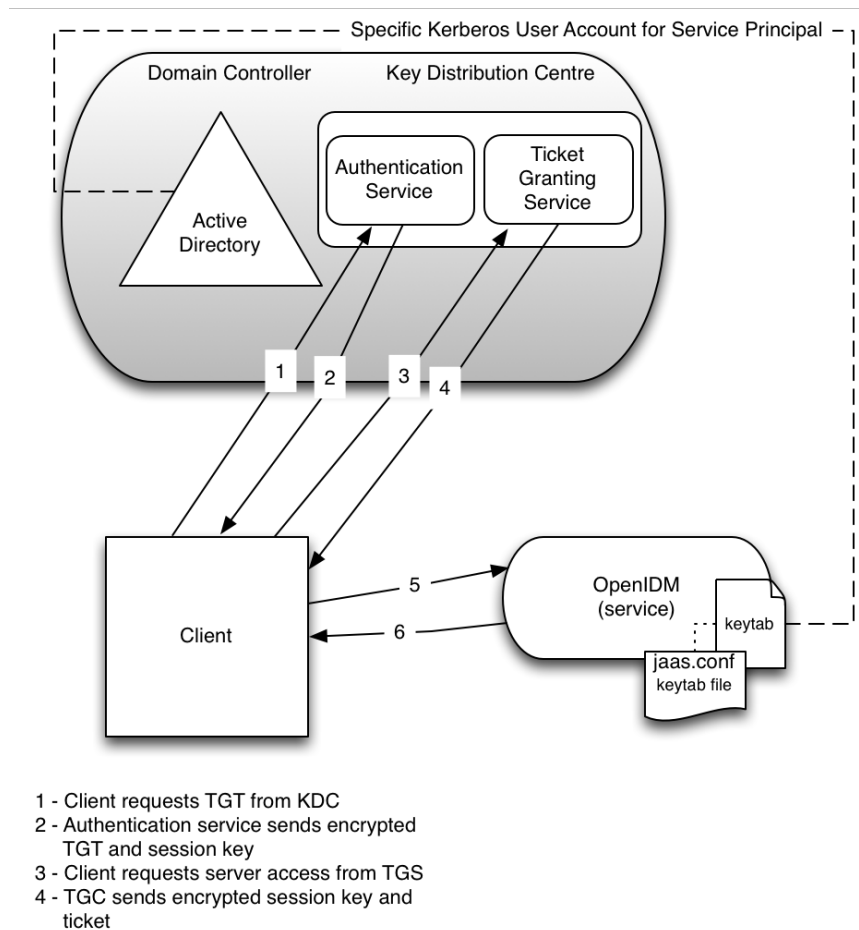 Specific Kerberos User Account for Service Principal
Domain Controller
Key Distribution Centre
Authentication
Service
Ticket
Granting
Service
Active
Directory
1
2
3
4
5
6
Client
OpenIDM
(service)
keytab
jaas.conf
keytab file
1 - Client requests TGT from KDC
2 - Authentication service sends encrypted
TGT and session key
3 - Client requests server access from TGS
4 - TGC sends encrypted session key and
ticket